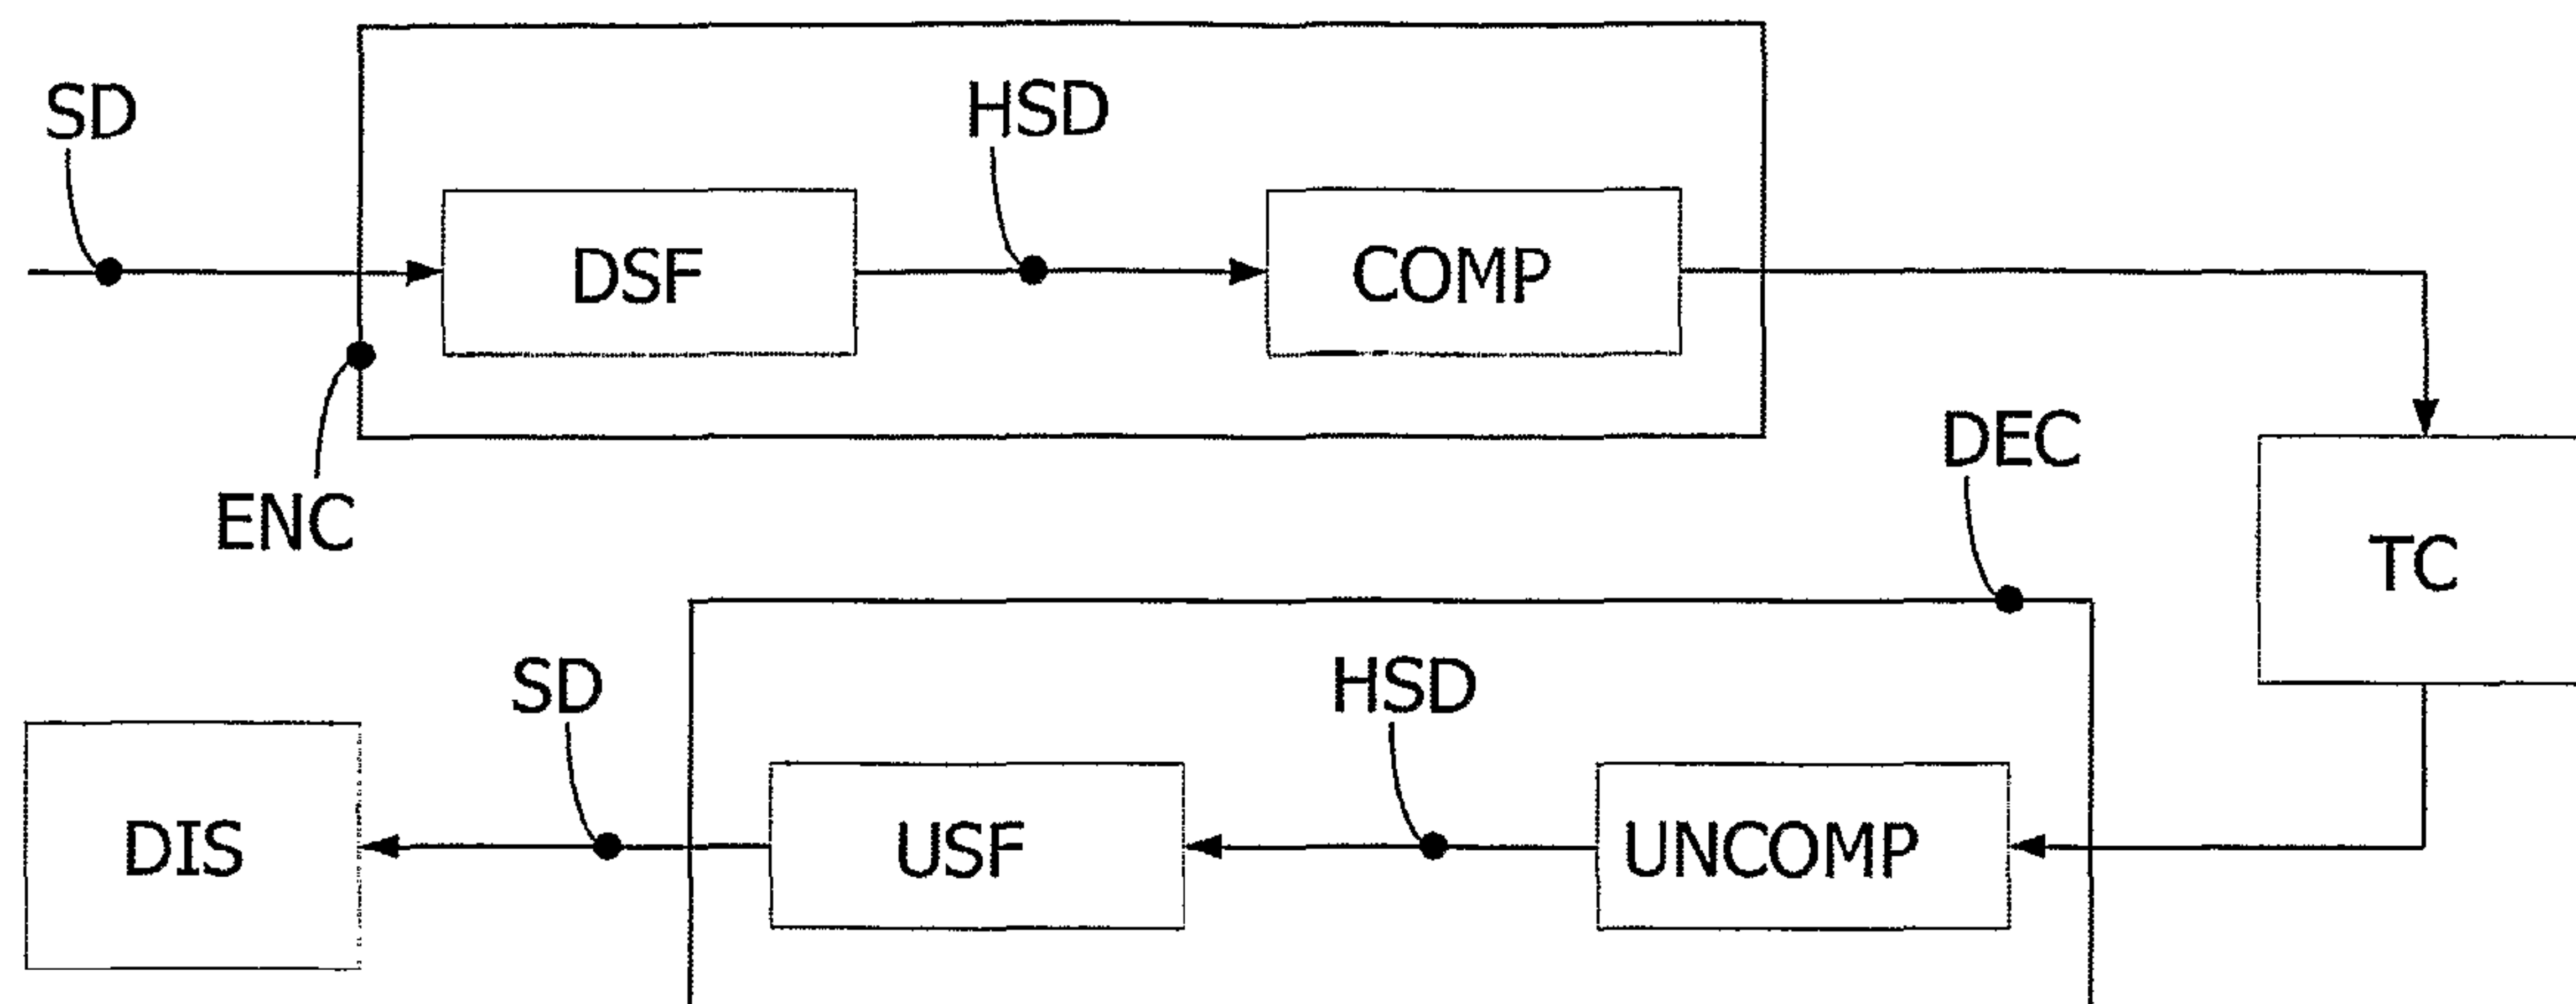 SD
HSD
DSF
COMP
ENC
DEC
TC
SD
HSD
DIS
USF
UNCOMP